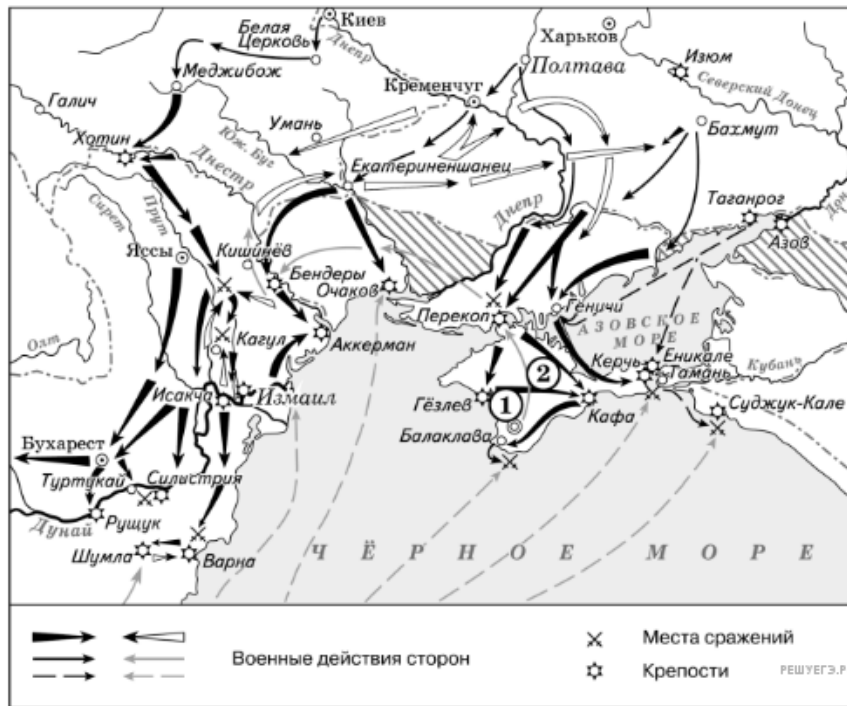 Киев
Харьков
Белая
Церковь
Днепр
Полтава
Изюм
Северский Донец
Меджибож
Кременчуг
Галич
Умань
Бахмут
Хотин
Юж. Буг
Днестр
Екатериненшанец
Таганрог
Дон
Сирет
Прут
Днепр
Азов
Кишинёв
Яссы
Бендеры
Очаков
Перекоп
Геничи
АЗОВСКОЕ
МОРЕ
Олт
Кагул
Аккерман
Керчь
Еникале
Тамань
Кубань
2
Исакча
Измаил
Гёзлев
1
Кафа
Суджук-Кале
Бухарест
Балаклава
Туртукай
Силистрия
Дунай
Рущук
Шумла
Варна
ЧЁРНОЕ МОРЕ
Военные действия сторон
Места сражений
Крепости
РЕШУЕГЭ.Р